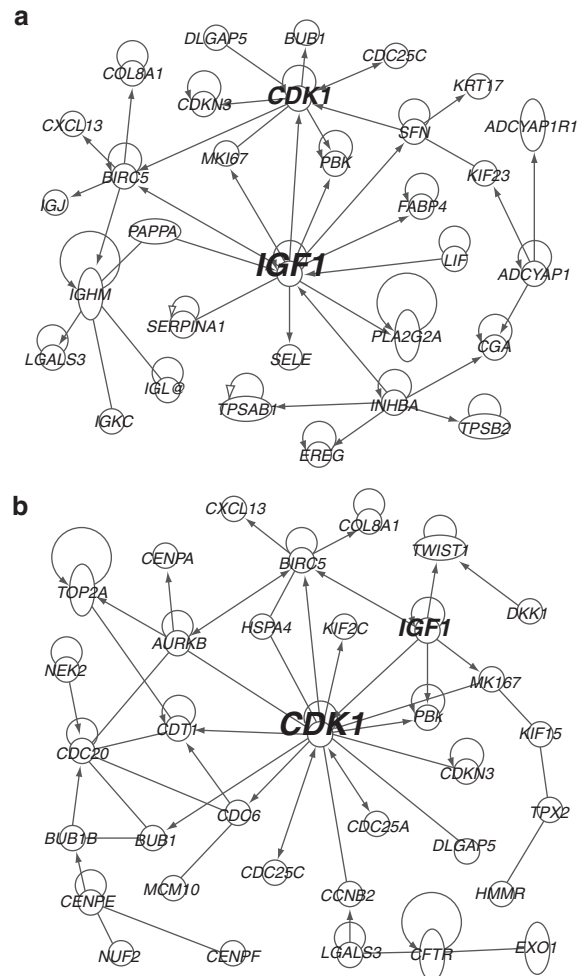 a
DLGAP5
BUB1
CDC25C
COL8A1
CDKN3
CDK1
KRT17
CXCL13
MKI67
PBK
SFN
ADCYAP1R1
BIRC5
KIF23
IGJ
FABP4
PAPPA
IGF1
LIF
ADCYAP1
IGHM
SERPINA1
PLA2G2A
CGA
LGALS3
SELE
IGL@
TPSAB1
INHBA
TPSB2
IGKC
EREG
b
CXCL13
COL8A1
CENPA
BIRC5
TWIST1
TOP2A
DKK1
AURKB
HSPA4
KIF2C
IGF1
NEK2
MK167
CDT1
CDK1
PBk
KIF15
CDC20
CDKN3
CDC6
TPX2
BUB1B
BUB1
CDC25A
DLGAP5
MCM10
CDC25C
CCNB2
HMMR
CENPE
NUF2
CENPF
LGALS3
CFTR
EXO1